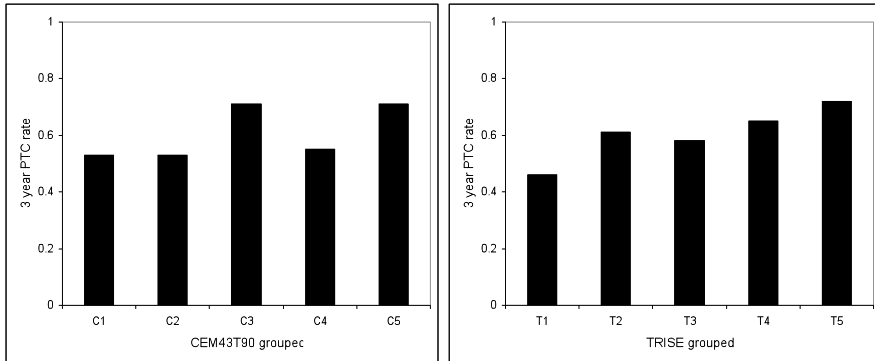 1
0.8
0.6
0.4
0.2
0
3 year PTC rate
C1 C2 C3 C4 C5
CEM43T90 grouped
1
0.8
0.6
0.4
0.2
0
3 year PTC rate
T1 T2 T3 T4 T5
TRISE grouped